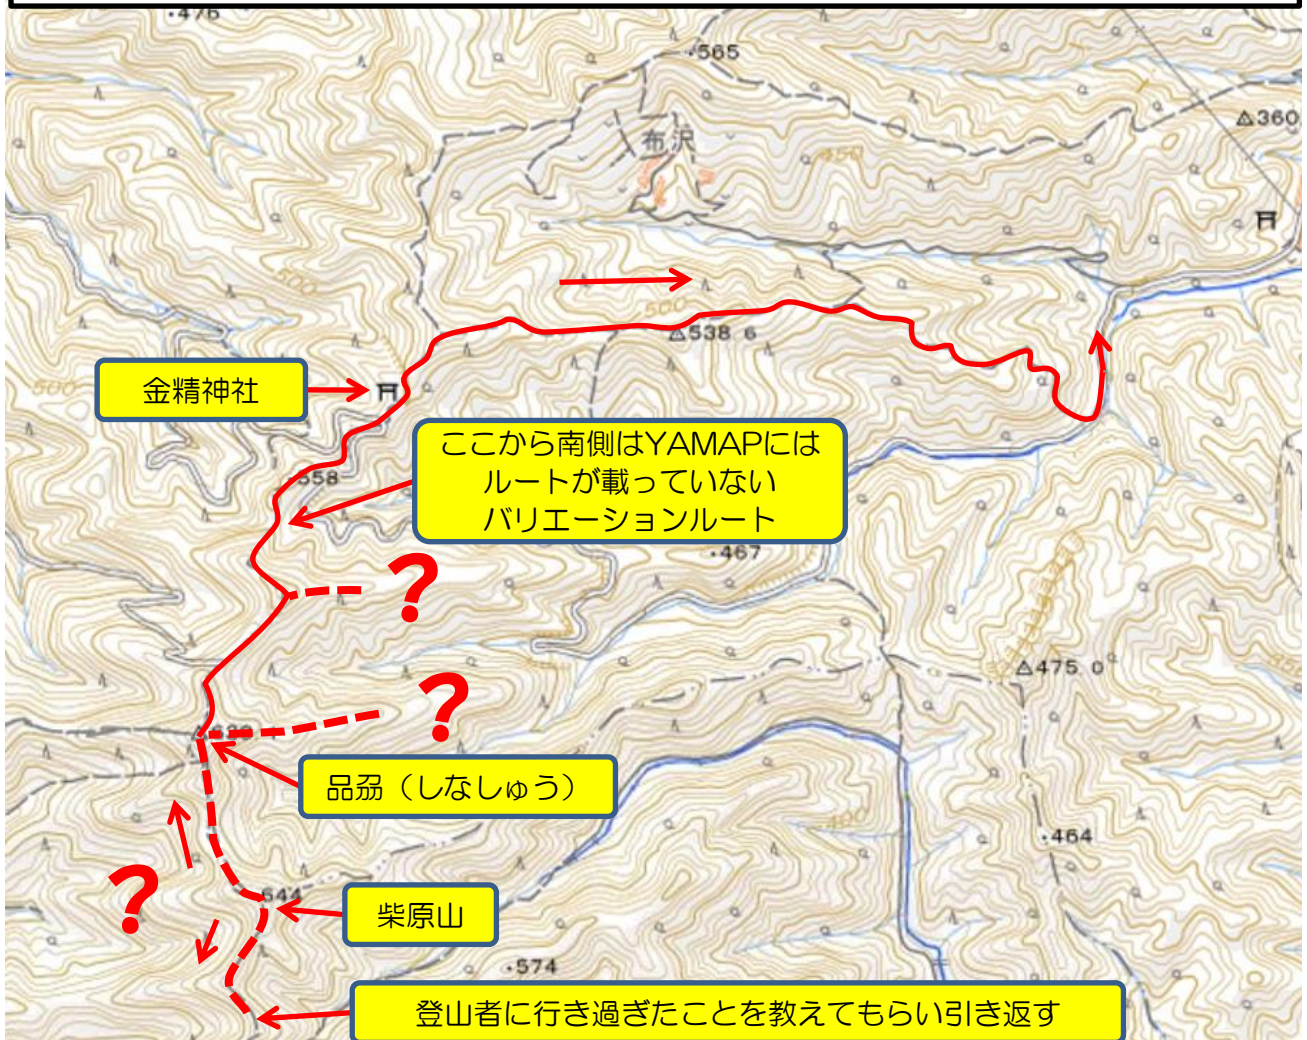 ・476
・565
布沢
△360
450
500
500
△538.6
金精神社
500
ここから南側はYAMAPには
ルートが載っていない
バリエーションルート
558
・467
?
△475.0
?
品刕（しなしゅう）
400
・464
?
644
柴原山
・574
登山者に行き過ぎたことを教えてもらい引き返す